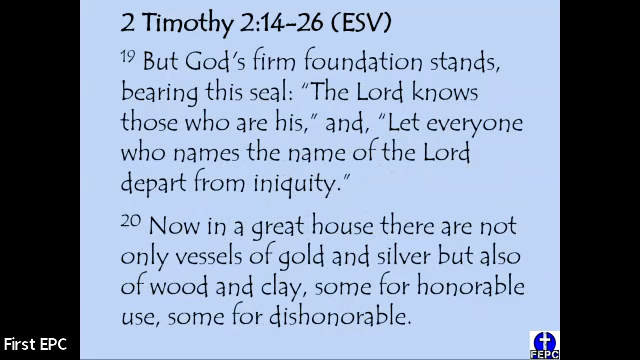 2 Timothy 2:14-26 (ESV)
19 But God's firm foundation stands,
bearing this seal: "The Lord knows
those who are his," and, "Let everyone
who names the name of the Lord
depart from iniquity."
20 Now in a great house there are not
only vessels of gold and silver but also
of wood and clay, some for honorable
use, some for dishonorable.
First EPC
FEPC